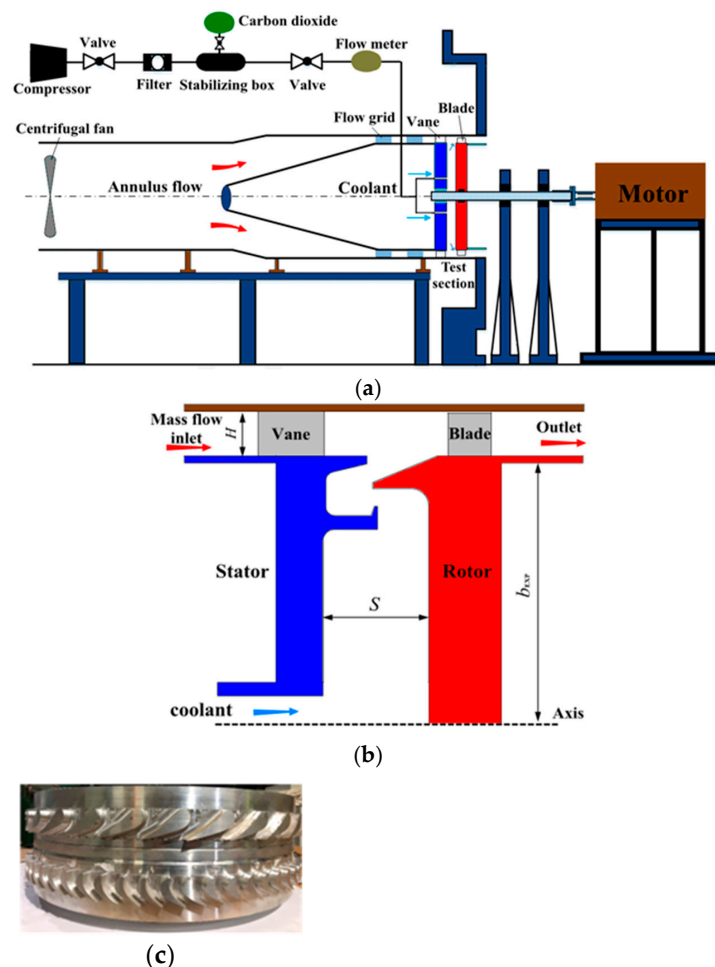 Carbon dioxide
Valve
Flow meter
Compressor
Filter
Stabilizing box
Valve
Centrifugal fan
Flow grid
Vane
Blade
Annulus flow
Coolant
Motor
Test
section
(a)
Mass flow
inlet
H
Vane
Blade
Outlet
Stator
S
Rotor
bEXP
coolant
Axis
(b)
(c)